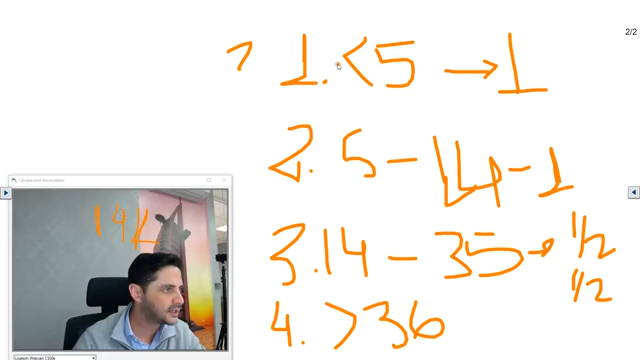 2/2
? 1. <5 → 1
2. 5 - 14 - 1
3. 14 - 35 → 1/2
1/2
4. >36
14L
Logitech Webcam C930e